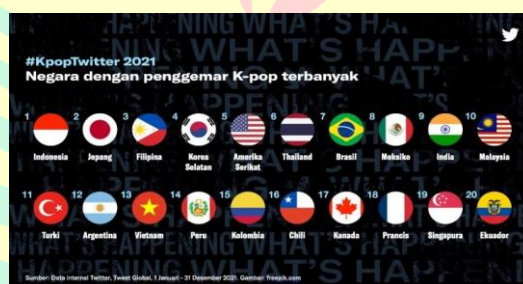 #KpopTwitter 2021
Negara dengan penggemar K-pop terbanyak
1 2 3 4 5 6 7 8 9 10
Indonesia Jepang Filipina Korea Selatan Amerika Serikat Thailand Brasil Meksiko India Malaysia
11 12 13 14 15 16 17 18 19 20
Turki Argentina Vietnam Peru Kolombia Chili Kanada Prancis Singapura Ekuador
Sumber: Data internal Twitter, Tweet Global, 1 Januari - 31 Desember 2021. Gambar: freepik.com